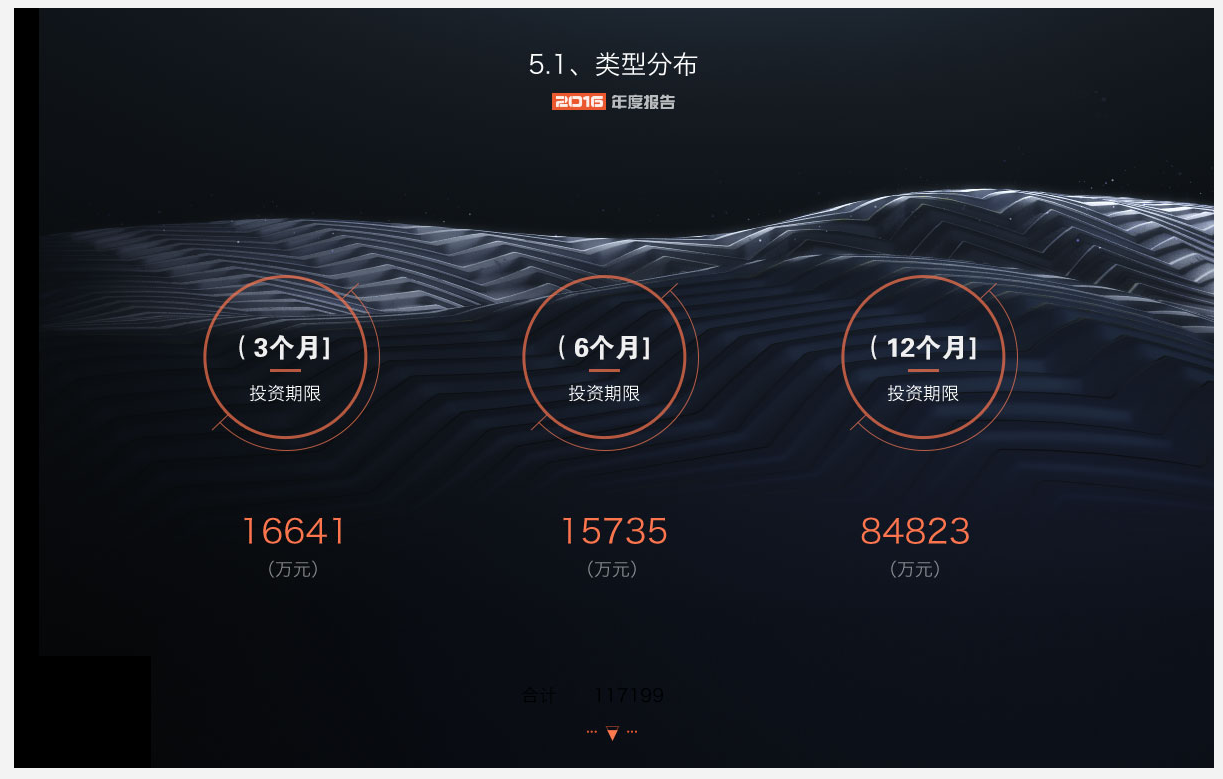 5.1、类型分布
2016 年度报告
( 3个月]
投资期限
( 6个月]
投资期限
( 12个月]
投资期限
16641
(万元)
15735
(万元)
84823
(万元)
合计 117199